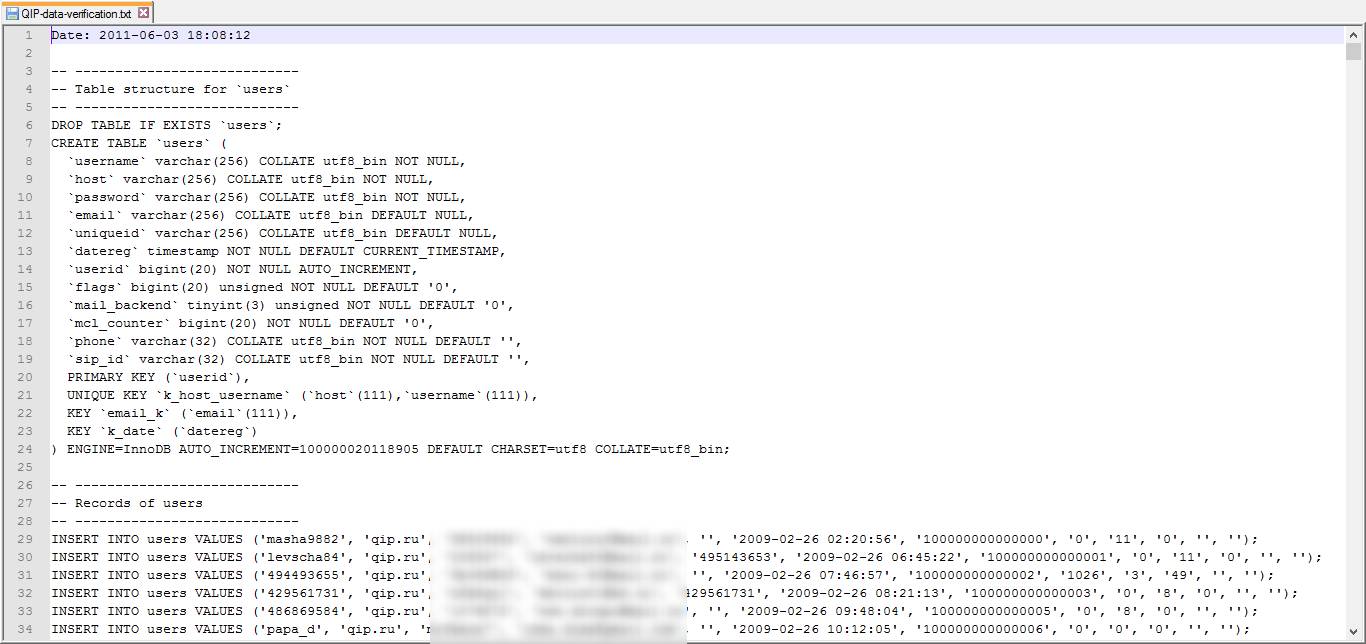 QIP-data-verification.txt
1 Date: 2011-06-03 18:08:12
2
3 -- ----------------------------
4 -- Table structure for `users`
5 -- ----------------------------
6 DROP TABLE IF EXISTS `users`;
7 CREATE TABLE `users` (
8 `username` varchar(256) COLLATE utf8_bin NOT NULL,
9 `host` varchar(256) COLLATE utf8_bin NOT NULL,
10 `password` varchar(256) COLLATE utf8_bin NOT NULL,
11 `email` varchar(256) COLLATE utf8_bin DEFAULT NULL,
12 `uniqueid` varchar(256) COLLATE utf8_bin DEFAULT NULL,
13 `datereg` timestamp NOT NULL DEFAULT CURRENT_TIMESTAMP,
14 `userid` bigint(20) NOT NULL AUTO_INCREMENT,
15 `flags` bigint(20) unsigned NOT NULL DEFAULT '0',
16 `mail_backend` tinyint(3) unsigned NOT NULL DEFAULT '0',
17 `mcl_counter` bigint(20) NOT NULL DEFAULT '0',
18 `phone` varchar(32) COLLATE utf8_bin NOT NULL DEFAULT '',
19 `sip_id` varchar(32) COLLATE utf8_bin NOT NULL DEFAULT '',
20 PRIMARY KEY (`userid`),
21 UNIQUE KEY `k_host_username` (`host`(111),`username`(111)),
22 KEY `email_k` (`email`(111)),
23 KEY `k_date` (`datereg`)
24 ) ENGINE=InnoDB AUTO_INCREMENT=100000020118905 DEFAULT CHARSET=utf8 COLLATE=utf8_bin;
25
26 -- ----------------------------
27 -- Records of users
28 -- ----------------------------
29 INSERT INTO users VALUES ('masha9882', 'qip.ru', '', '2009-02-26 02:20:56', '100000000000000', '0', '11', '0', '', '');
30 INSERT INTO users VALUES ('levscha84', 'qip.ru', '495143653', '2009-02-26 06:45:22', '100000000000001', '0', '11', '0', '', '');
31 INSERT INTO users VALUES ('494493655', 'qip.ru', '', '2009-02-26 07:46:57', '100000000000002', '1026', '3', '49', '', '');
32 INSERT INTO users VALUES ('429561731', 'qip.ru', 429561731', '2009-02-26 08:21:13', '100000000000003', '0', '8', '0', '', '');
33 INSERT INTO users VALUES ('486869584', 'qip.ru', , '', '2009-02-26 09:48:04', '100000000000005', '0', '8', '0', '', '');
34 INSERT INTO users VALUES ('papa_d', 'qip.ru', '', '2009-02-26 10:12:05', '100000000000006', '0', '0', '0', '', '');